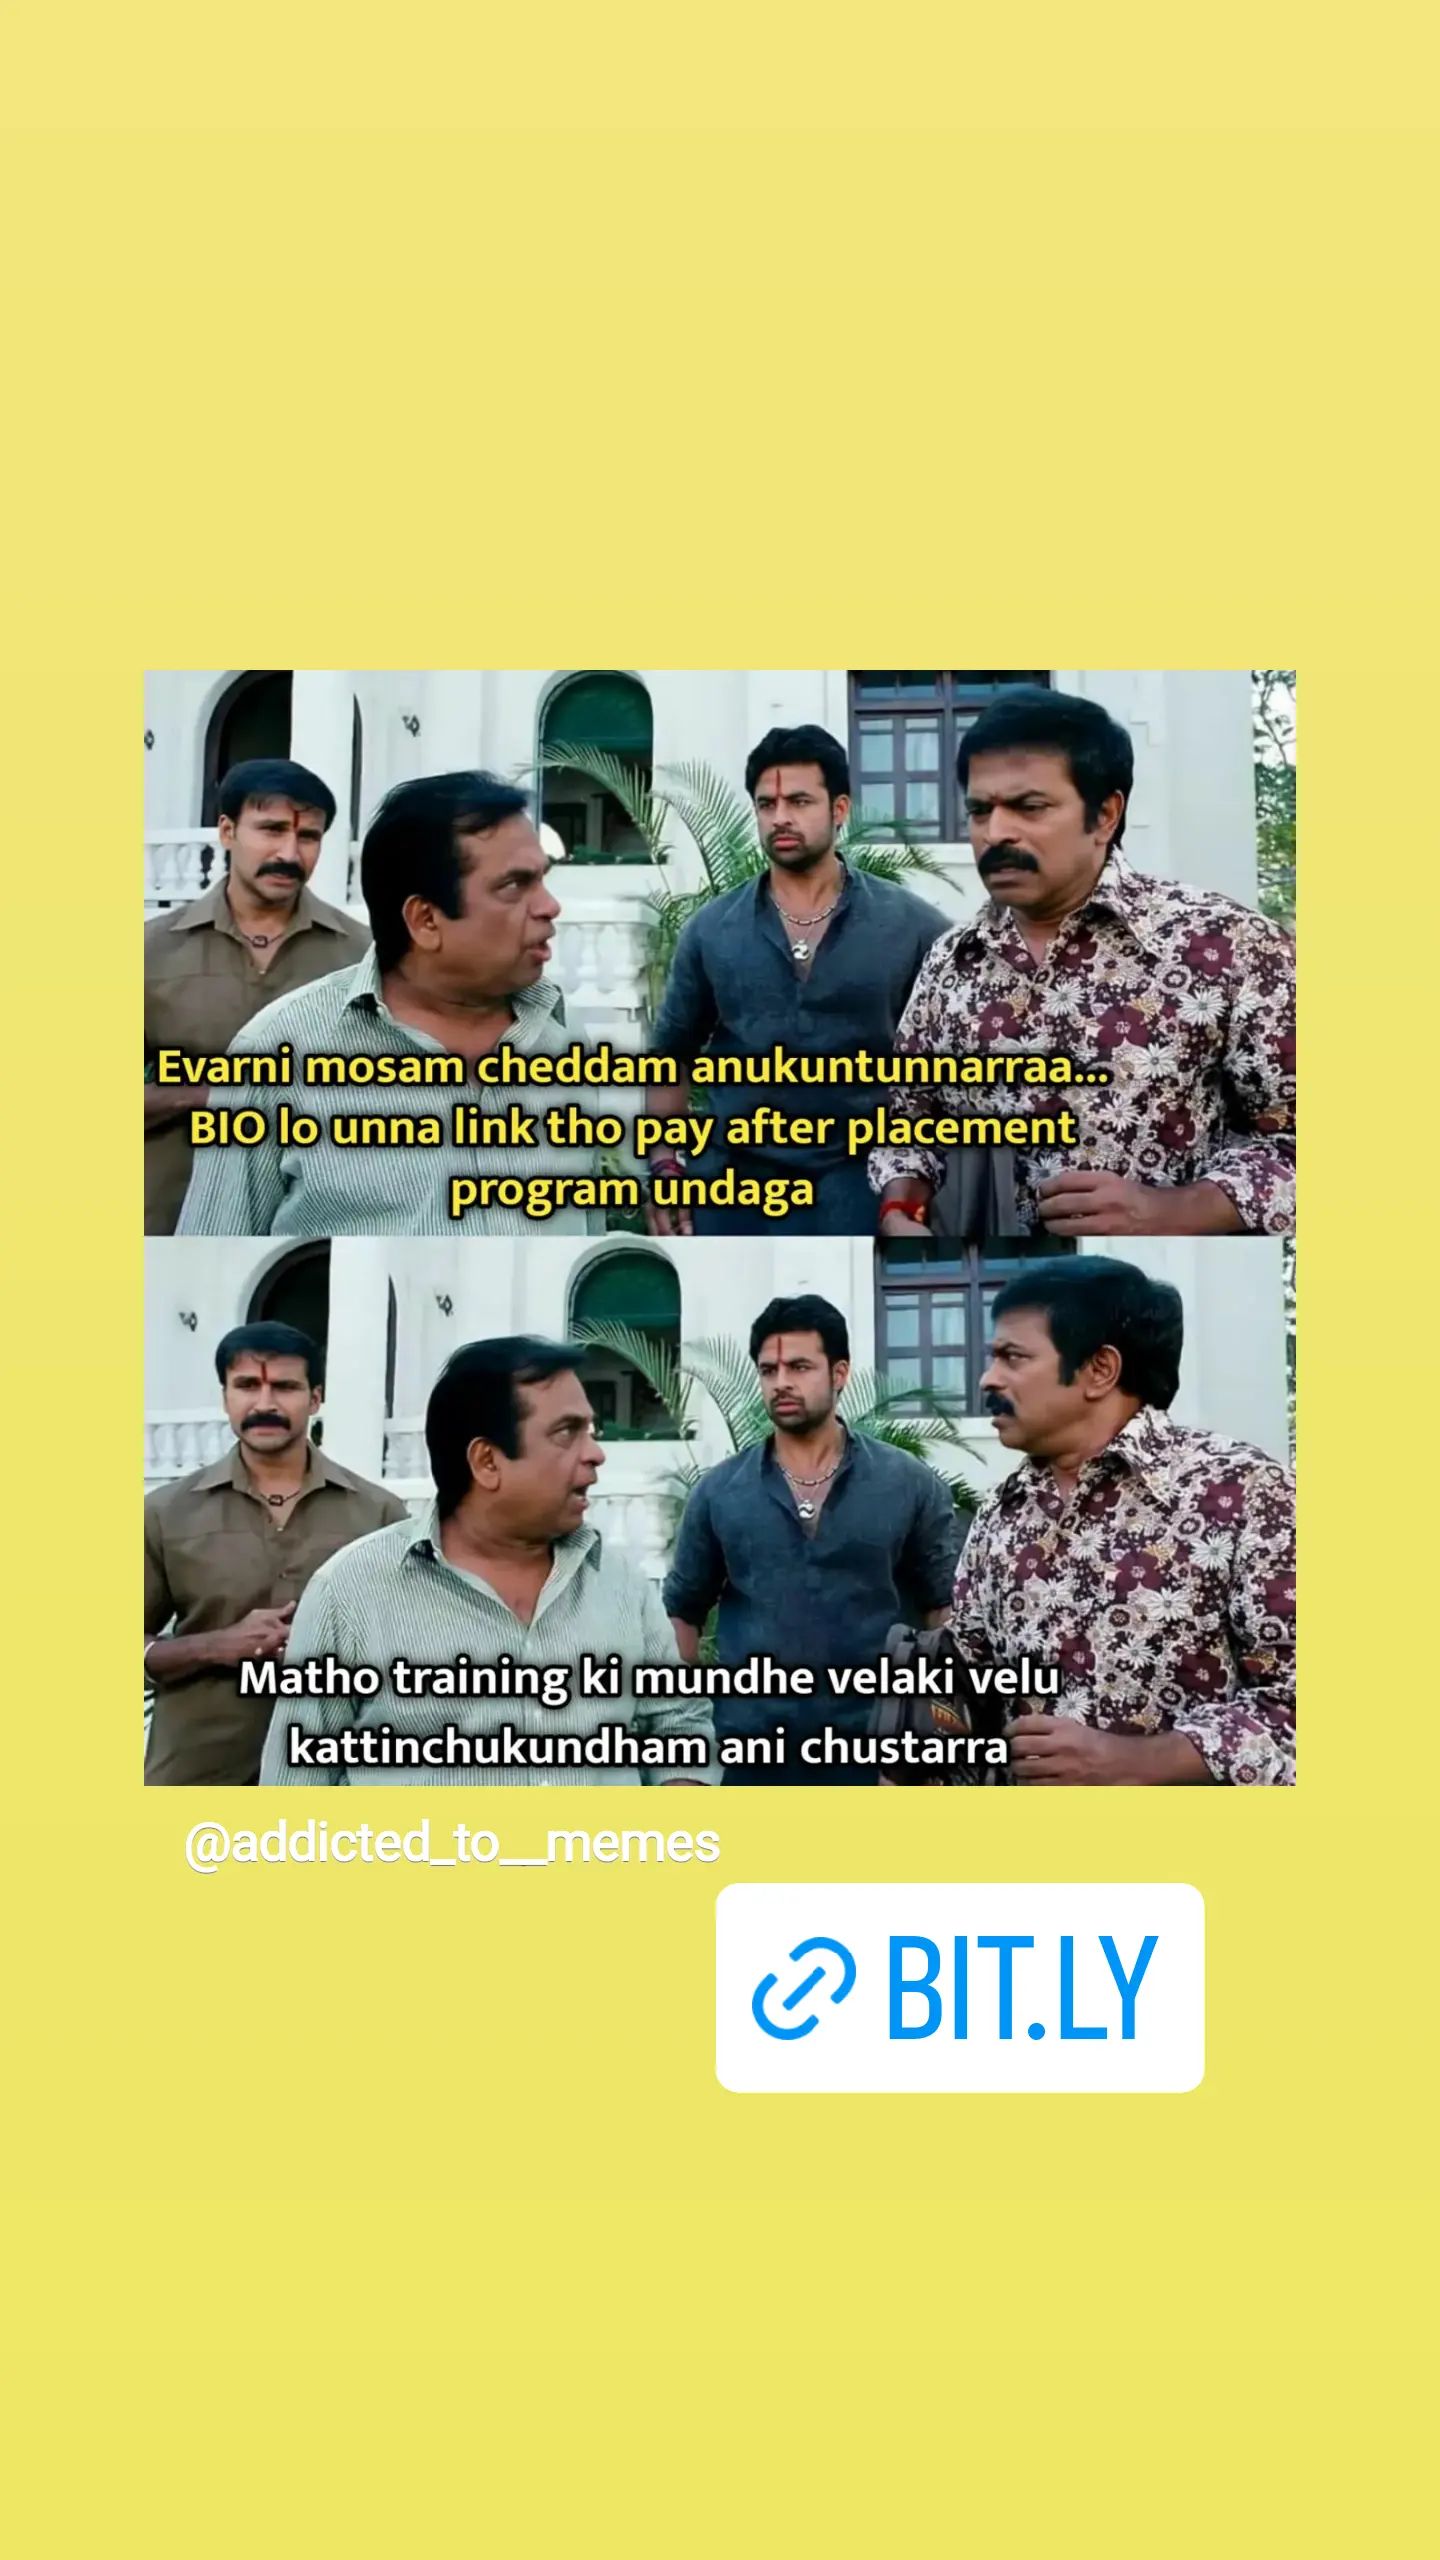 Evarni mosam cheddam anukuntunnarraa...
BIO lo unna link tho pay after placement
program undaga
Matho training ki mundhe velaki velu
kattinchukundham ani chustarra
@addicted_to__memes
BIT.LY